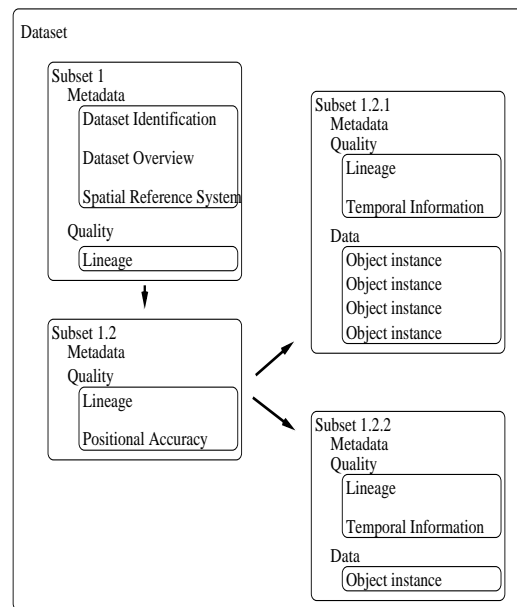 Dataset
Subset 1
Metadata
Dataset Identification
Dataset Overview
Spatial Reference System
Quality
Lineage
Subset 1.2
Metadata
Quality
Lineage
Positional Accuracy
Subset 1.2.1
Metadata
Quality
Lineage
Temporal Information
Data
Object instance
Object instance
Object instance
Object instance
Subset 1.2.2
Metadata
Quality
Lineage
Temporal Information
Data
Object instance